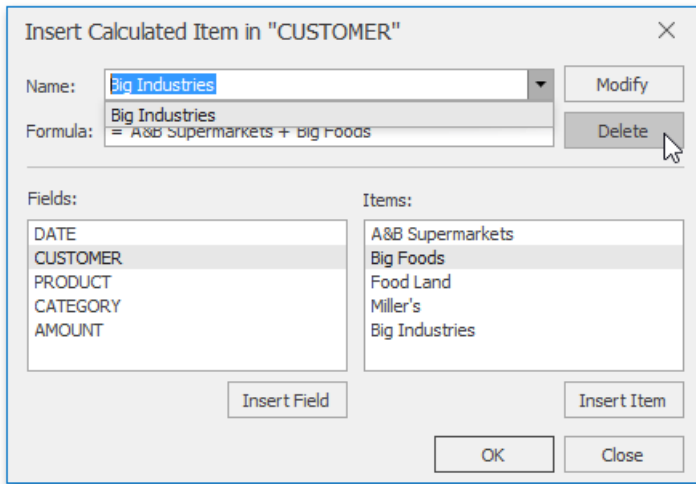 Insert Calculated Item in "CUSTOMER"
Name: Big Industries Modify
Big Industries
Formula: = A&B Supermarkets + Big Foods Delete
Fields: Items:
DATE A&B Supermarkets
CUSTOMER Big Foods
PRODUCT Food Land
CATEGORY Miller's
AMOUNT Big Industries
Insert Field Insert Item
OK Close